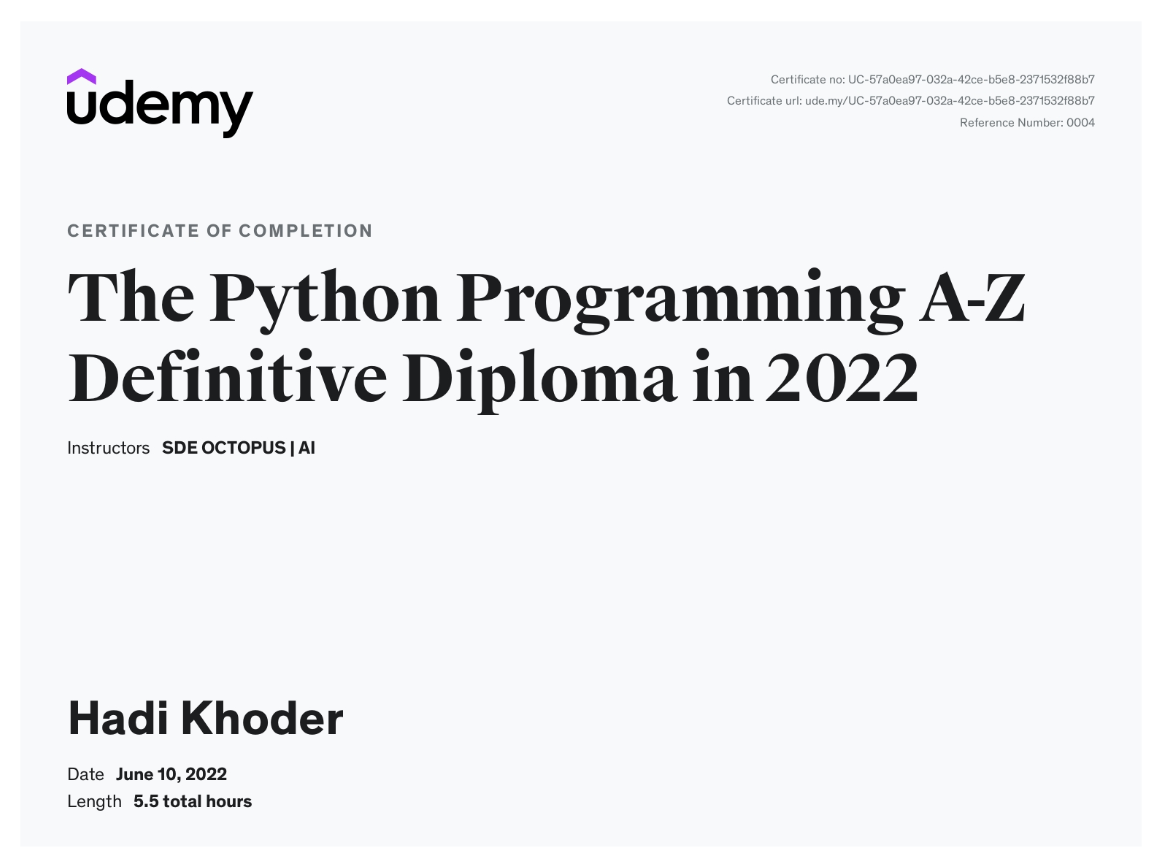 udemy
Certificate no: UC-57a0ea97-032a-42ce-b5e8-2371532f88b7
Certificate url: ude.my/UC-57a0ea97-032a-42ce-b5e8-2371532f88b7
Reference Number: 0004
CERTIFICATE OF COMPLETION
The Python Programming A-Z
Definitive Diploma in 2022
Instructors SDE OCTOPUS | AI
Hadi Khoder
Date June 10, 2022
Length 5.5 total hours